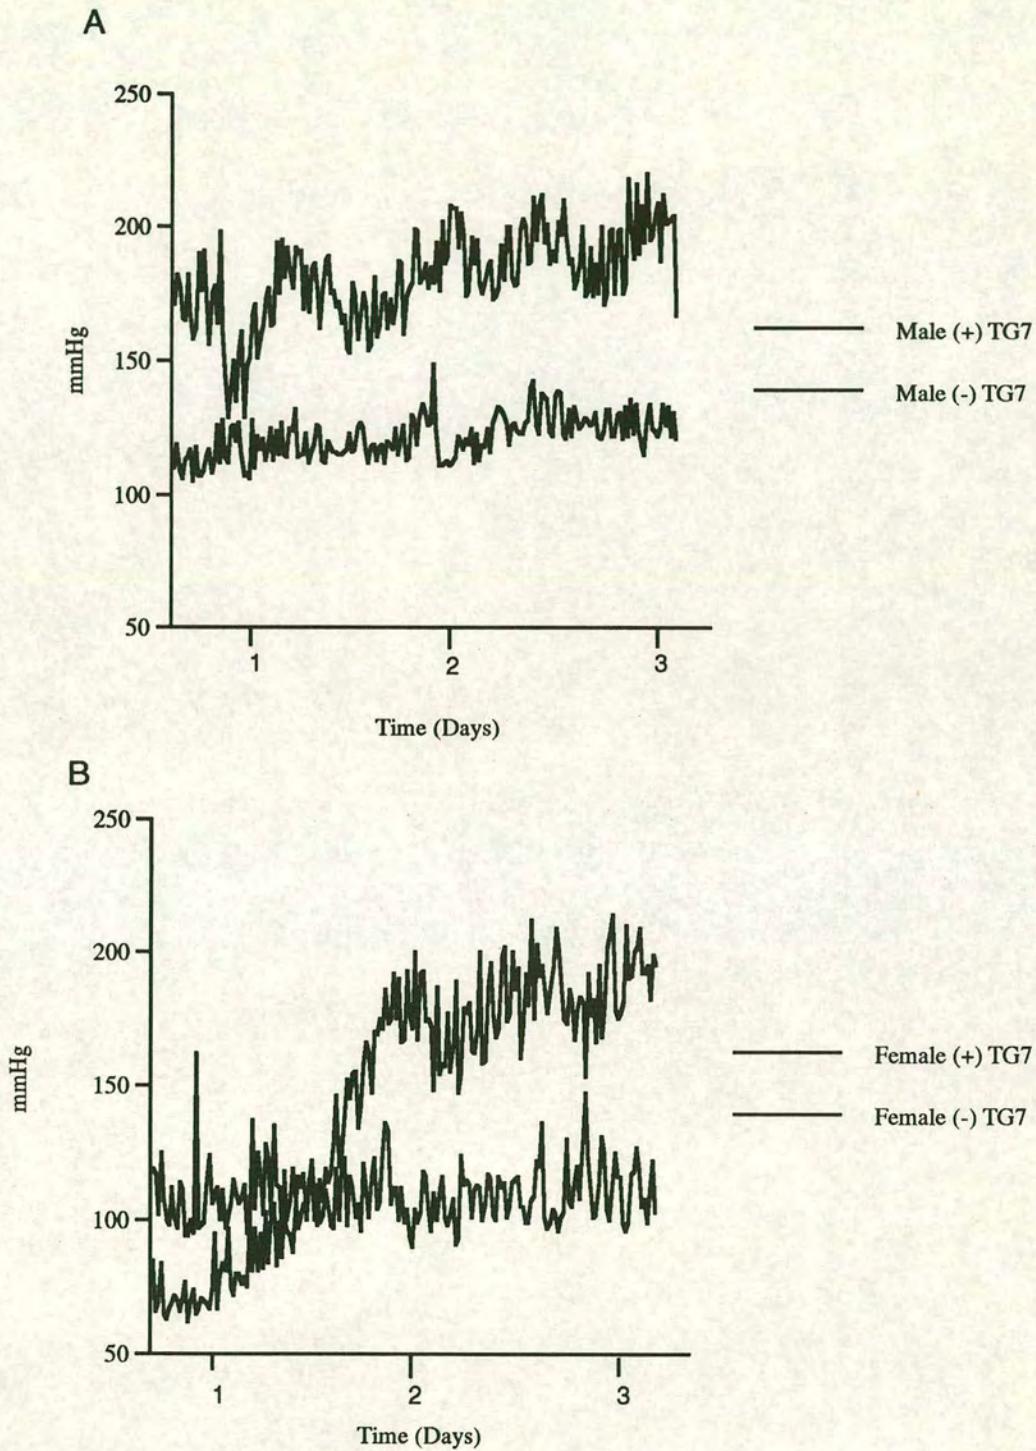 A
250
200
150
100
50
mmHg
1 2 3
Time (Days)
Male (+) TG7
Male (-) TG7
B
250
200
150
100
50
mmHg
1 2 3
Time (Days)
Female (+) TG7
Female (-) TG7